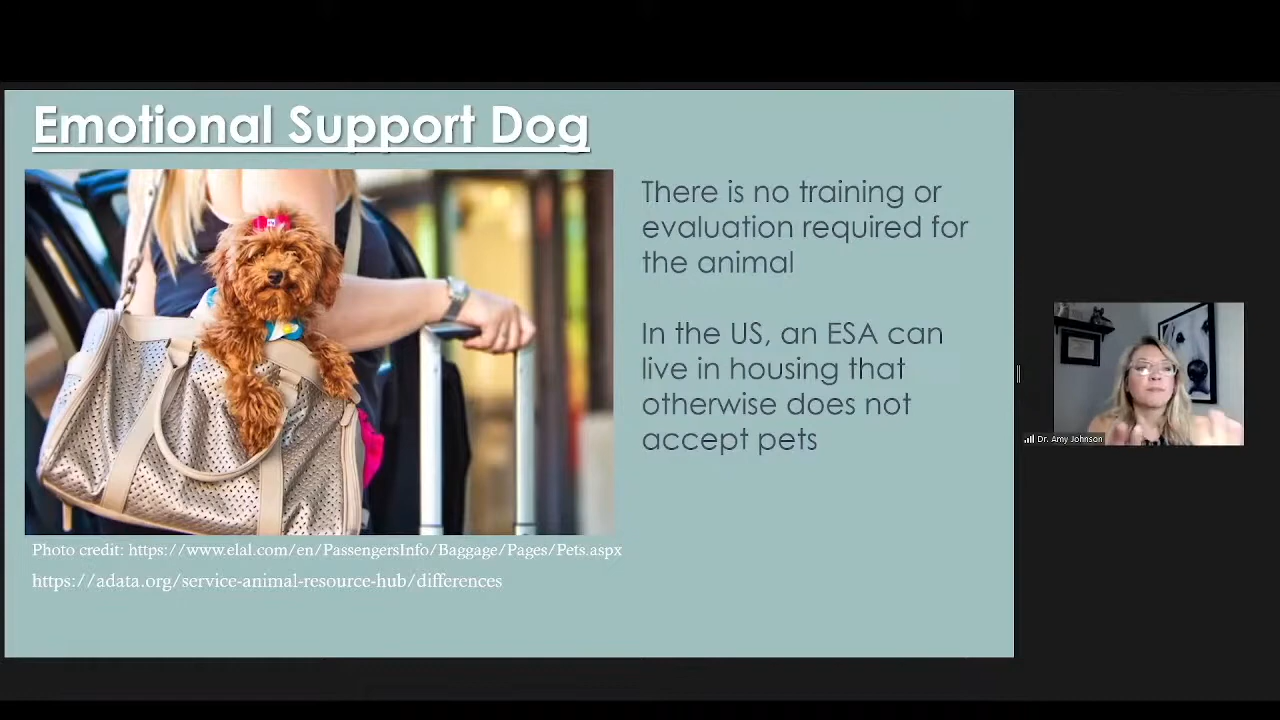 Emotional Support Dog
There is no training or
evaluation required for
the animal
In the US, an ESA can
live in housing that
otherwise does not
accept pets
Photo credit: https://www.elal.com/en/PassengersInfo/Baggage/Pages/Pets.aspx
https://adata.org/service-animal-resource-hub/differences
Dr. Amy Johnson